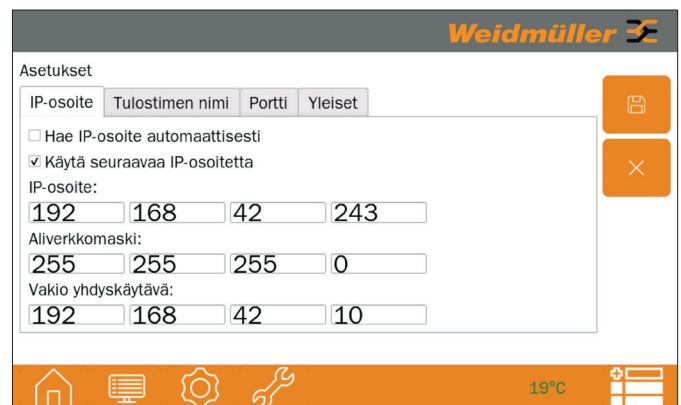 Weidmüller
Asetukset
IP-osoite Tulostimen nimi Portti Yleiset
Hae IP-osoite automaattisesti
Käytä seuraavaa IP-osoitetta
IP-osoite:
192 168 42 243
Aliverkkomaski:
255 255 255 0
Vakio yhdyskäytävä:
192 168 42 10
19°C